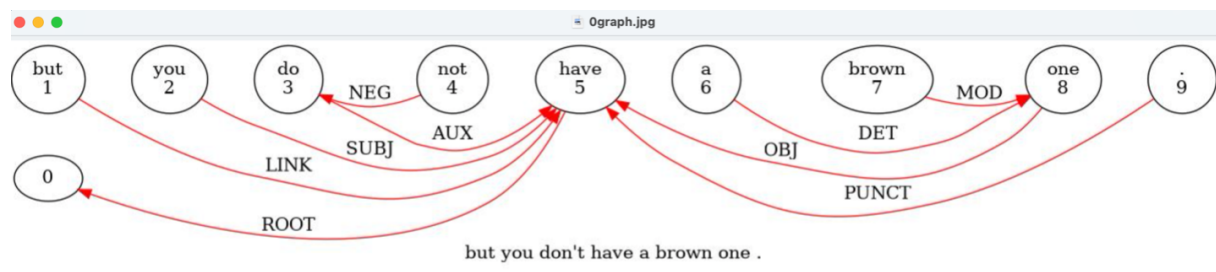 0graph.jpg
but you do not have a brown one .
1 2 3 4 5 6 7 8 9
NEG MOD
AUX DET
SUBJ OBJ
LINK
0 PUNCT
ROOT
but you don't have a brown one .